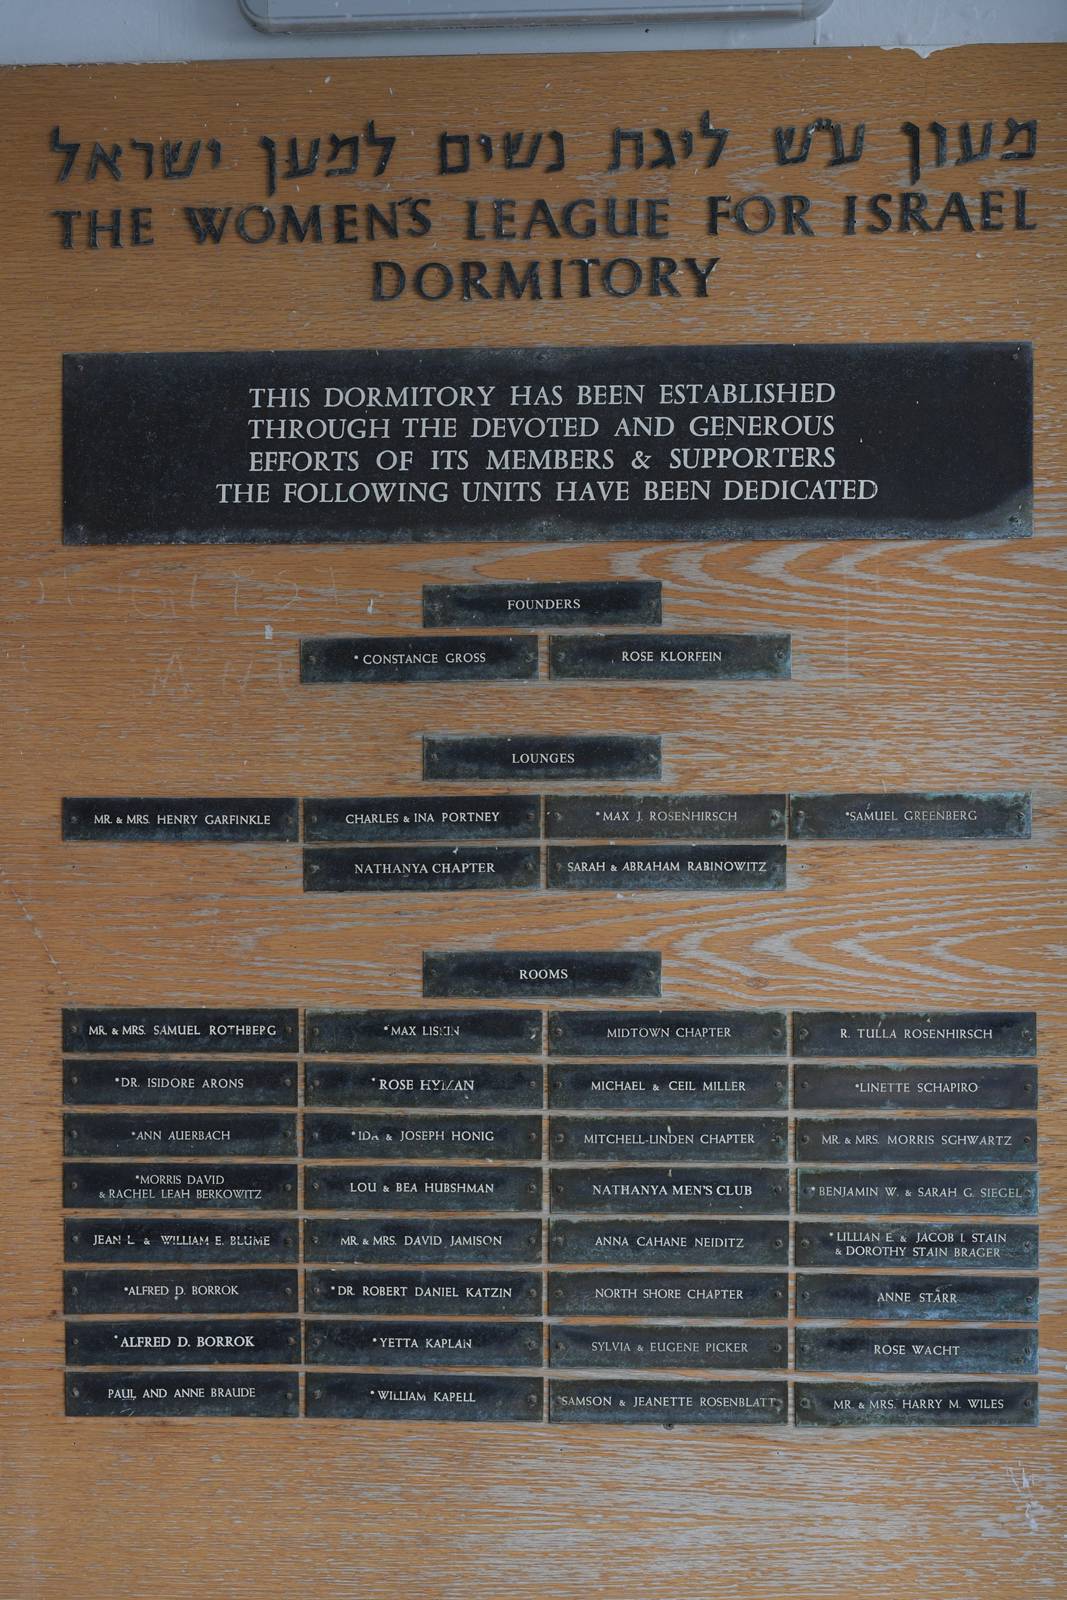 מעון ע״ש ליגת נשים למען ישראל
THE WOMEN'S LEAGUE FOR ISRAEL
DORMITORY
THIS DORMITORY HAS BEEN ESTABLISHED
THROUGH THE DEVOTED AND GENEROUS
EFFORTS OF ITS MEMBERS & SUPPORTERS
THE FOLLOWING UNITS HAVE BEEN DEDICATED
FOUNDERS
*CONSTANCE GROSS
ROSE KLORFEIN
LOUNGES
MR. & MRS. HENRY GARFINKLE
CHARLES & INA PORTNEY
*MAX J. ROSENHIRSCH
*SAMUEL GREENBERG
NATHANYA CHAPTER
SARAH & ABRAHAM RABINOWITZ
ROOMS
MR. & MRS. SAMUEL ROTHBERG
*MAX LISKIN
MIDTOWN CHAPTER
R. TULLA ROSENHIRSCH
*DR. ISIDORE ARONS
*ROSE HYMAN
MICHAEL & CEIL MILLER
*LINETTE SCHAPIRO
*ANN AUERBACH
*IDA & JOSEPH HONIG
MITCHELL-LINDEN CHAPTER
MR. & MRS. MORRIS SGHWARTZ
*MORRIS DAVID
& RACHEL LEAH BERKOWITZ
LOU & BEA HUBSHMAN
NATHANYA MEN'S CLUB
*BENJAMIN W. & SARAH G. SIEGEL
JEAN L. & WILLIAM E. BLUME
MR. & MRS. DAVID JAMISON
ANNA CAHANE NEIDITZ
*LILLIAN E. & JACOB I. STAIN
& DOROTHY STAIN BRAGER
*ALFRED D. BORROK
*DR. ROBERT DANIEL KATZIN
NORTH SHORE CHAPTER
ANNE STARR
*ALFRED D. BORROK
*YETTA KAPLAN
SYLVIA & EUGENE PICKER
ROSE WACHT
PAUL AND ANNE BRAUDE
*WILLIAM KAPELL
SAMSON & JEANETTE ROSENBLATT
MR. & MRS. HARRY M. WILES